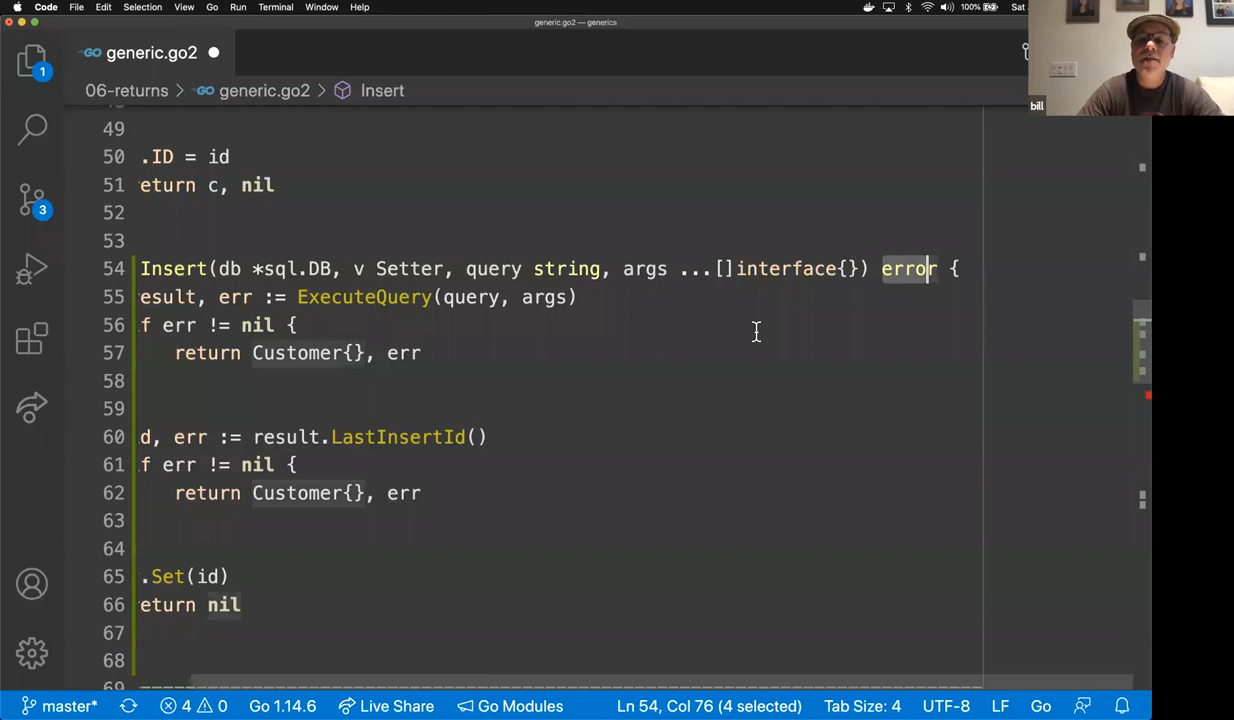 Code File Edit Selection View Go Run Terminal Window Help 100% Sat
generic.go2 — generics
GO generic.go2
06-returns > GO generic.go2 > Insert
bill
1
3
49
50 .ID = id
51 eturn c, nil
52
53
54 Insert(db *sql.DB, v Setter, query string, args ...[]interface{}) error {
55 esult, err := ExecuteQuery(query, args)
56 f err != nil {
57 return Customer{}, err
58
59
60 d, err := result.LastInsertId()
61 f err != nil {
62 return Customer{}, err
63
64
65 .Set(id)
66 eturn nil
67
68
69
master* 4 0 Go 1.14.6 Live Share Go Modules Ln 54, Col 76 (4 selected) Tab Size: 4 UTF-8 LF Go